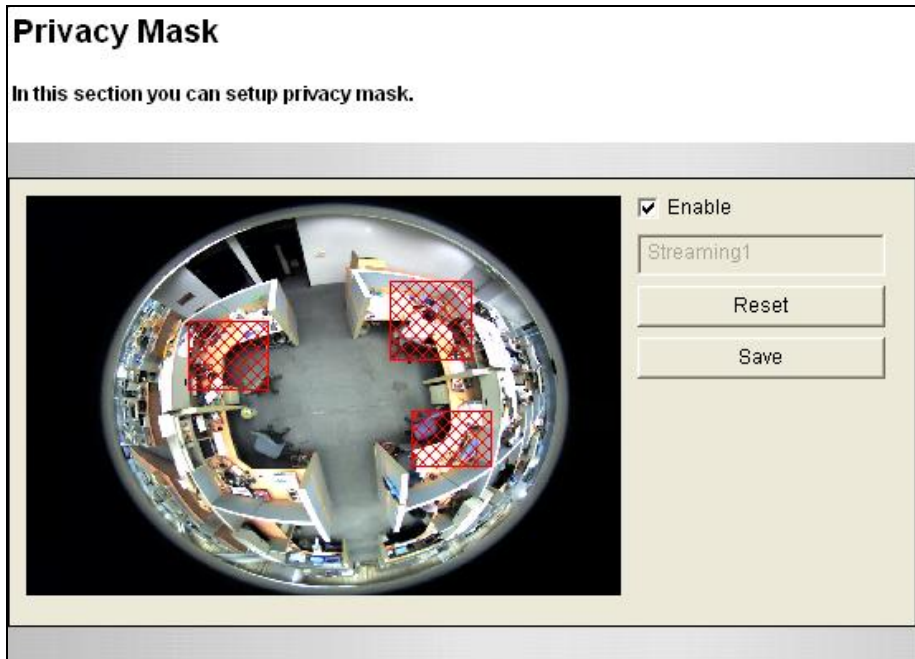 Privacy Mask
In this section you can setup privacy mask.
Enable
Streaming1
Reset
Save